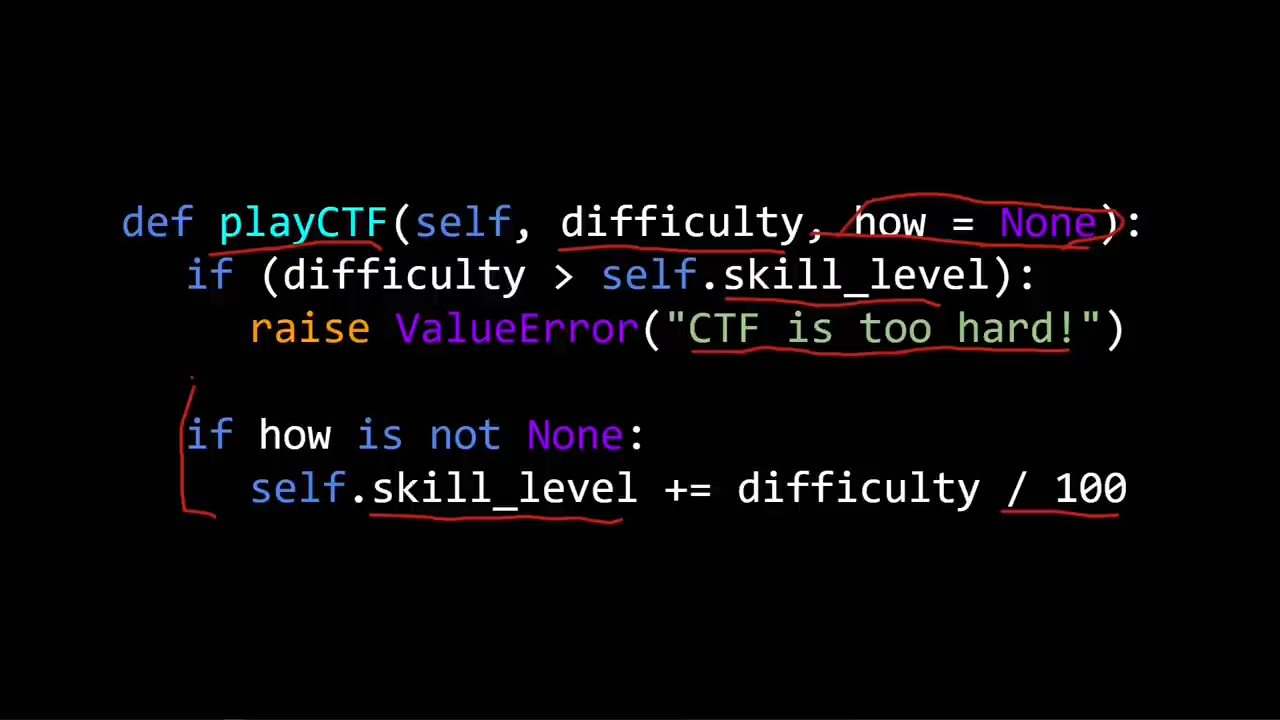 def playCTF(self, difficulty, how = None):
if (difficulty > self.skill_level):
raise ValueError("CTF is too hard!")
if how is not None:
self.skill_level += difficulty / 100